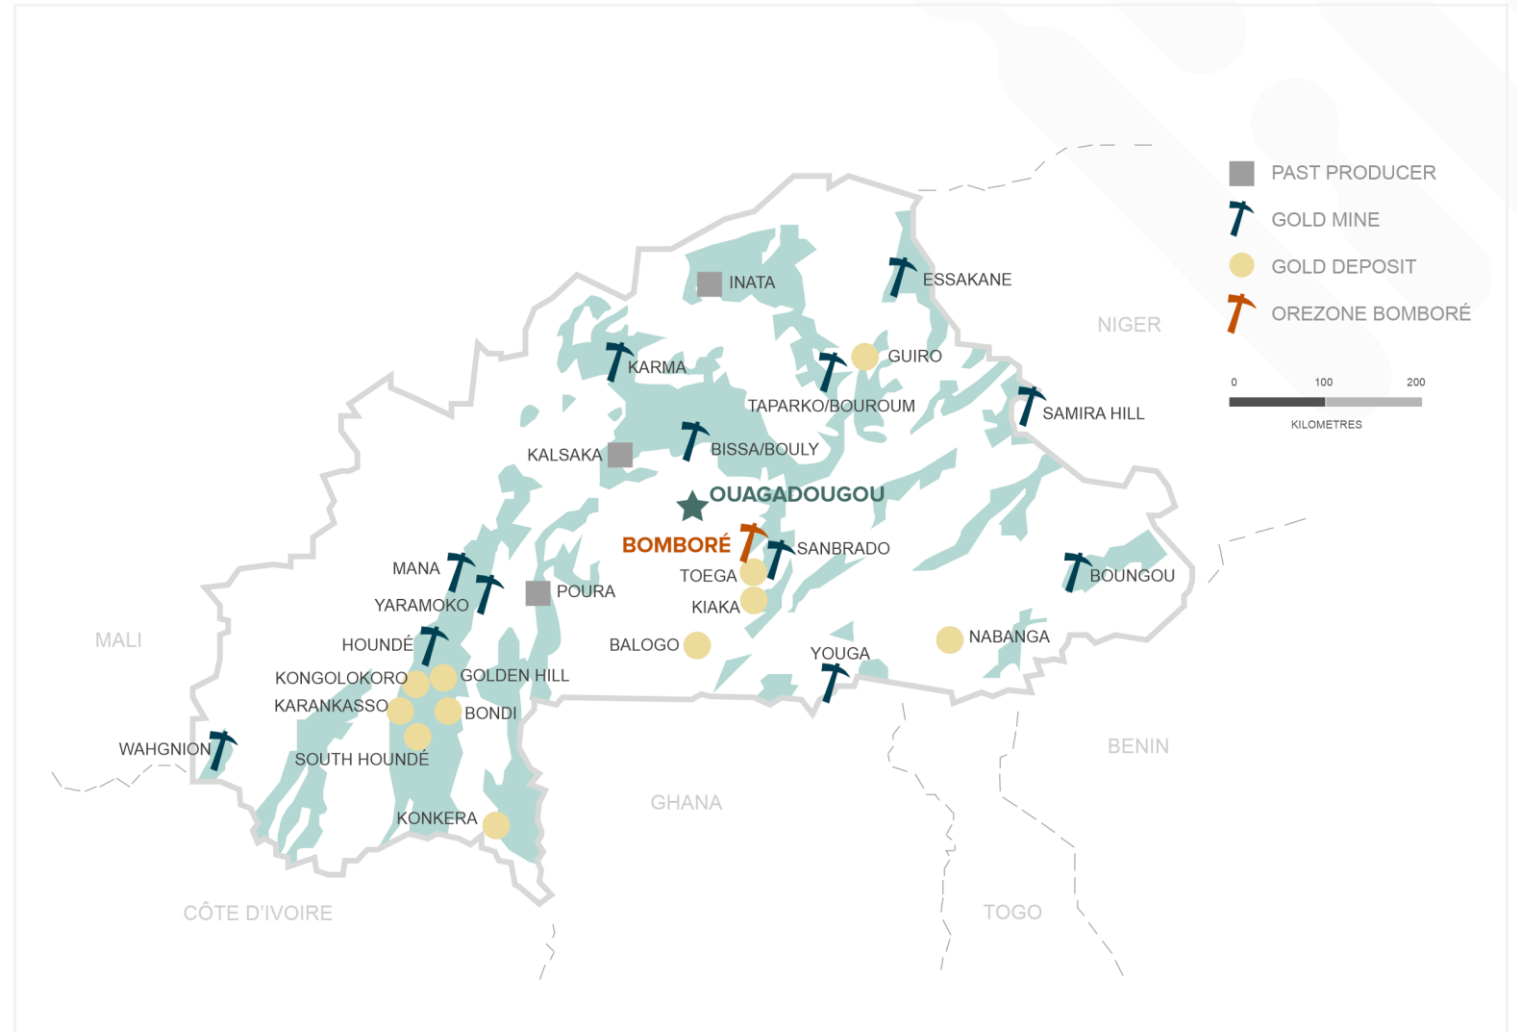 PAST PRODUCER
GOLD MINE
GOLD DEPOSIT
OREZONE BOMBORÉ
0 100 200
KILOMETRES
INATA
ESSAKANE
NIGER
GUIRO
KARMA
TAPARKO/BOUROUM
SAMIRA HILL
BISSA/BOULY
KALSAKA
OUAGADOUGOU
BOMBORÉ
SANBRADO
MANA
TOEGA
BOUNGOU
POURA
YARAMOKO
KIAKA
MALI
HOUNDÉ
BALOGO
NABANGA
YOUGA
KONGOLOKORO
GOLDEN HILL
KARANKASSO
BONDI
WAHGNION
SOUTH HOUNDÉ
BENIN
GHANA
KONKERA
CÔTE D'IVOIRE
TOGO